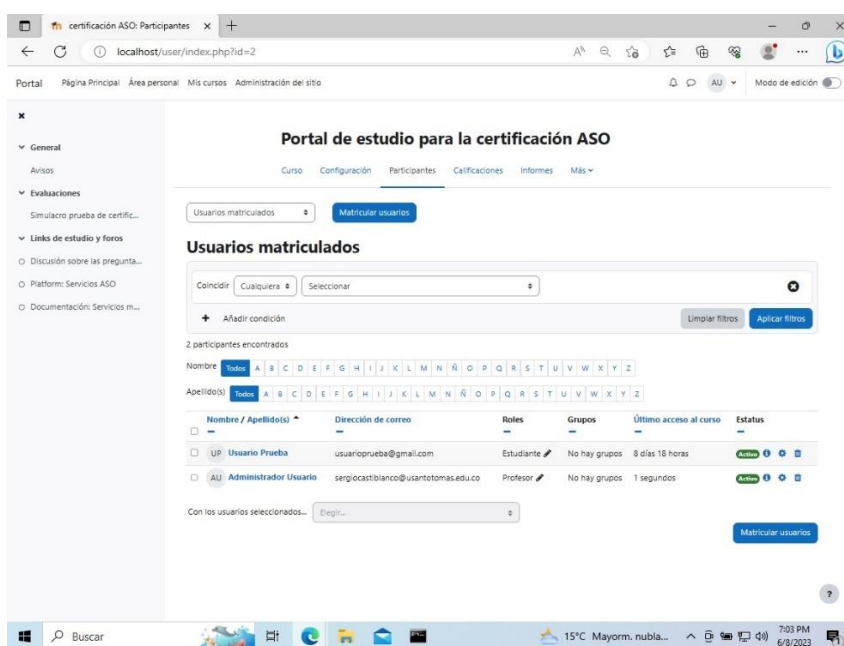 certificación ASO: Participantes
localhost/user/index.php?id=2
Portal Página Principal Área personal Mis cursos Administración del sitio AU Modo de edición
Portal de estudio para la certificación ASO
Curso Configuración Participantes Calificaciones Informes Más
General
Avisos
Evaluaciones
Simulacro prueba de certific...
Links de estudio y foros
Discusión sobre las pregunta...
Platform: Servicios ASO
Documentación: Servicios m...
Usuarios matriculados Matricular usuarios
Usuarios matriculados
Coincidir Cualquiera Seleccionar
Añadir condición Limpiar filtros Aplicar filtros
2 participantes encontrados
Nombre Todos A B C D E F G H I J K L M N Ñ O P Q R S T U V W X Y Z
Apellido(s) Todos A B C D E F G H I J K L M N Ñ O P Q R S T U V W X Y Z
Nombre / Apellido(s) Dirección de correo Roles Grupos Último acceso al curso Estatus
UP Usuario Prueba usuarioprueba@gmail.com Estudiante No hay grupos 8 días 18 horas Activo
AU Administrador Usuario sergiocastiblanco@usantotomas.edu.co Profesor No hay grupos 1 segundos Activo
Con los usuarios seleccionados... Elegir...
Matricular usuarios
?
Buscar 15°C Mayorm. nubla... 7:03 PM
6/8/2023